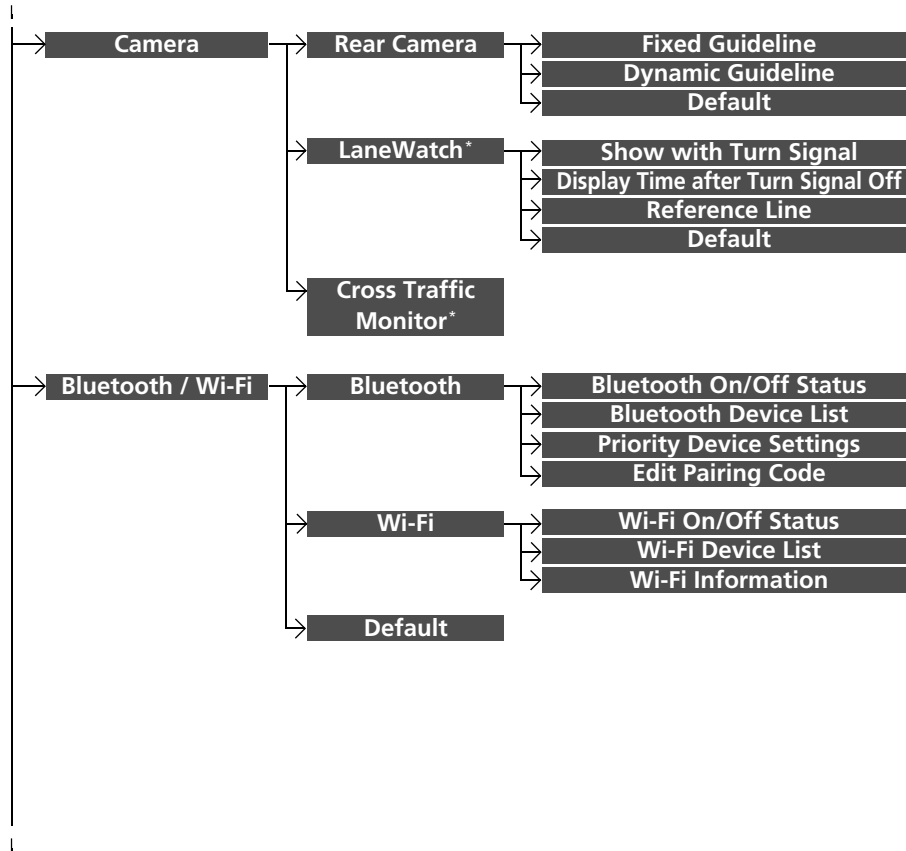 Camera
Rear Camera
Fixed Guideline
Dynamic Guideline
Default
LaneWatch*
Show with Turn Signal
Display Time after Turn Signal Off
Reference Line
Default
Cross Traffic
Monitor*
Bluetooth / Wi-Fi
Bluetooth
Bluetooth On/Off Status
Bluetooth Device List
Priority Device Settings
Edit Pairing Code
Wi-Fi
Wi-Fi On/Off Status
Wi-Fi Device List
Wi-Fi Information
Default